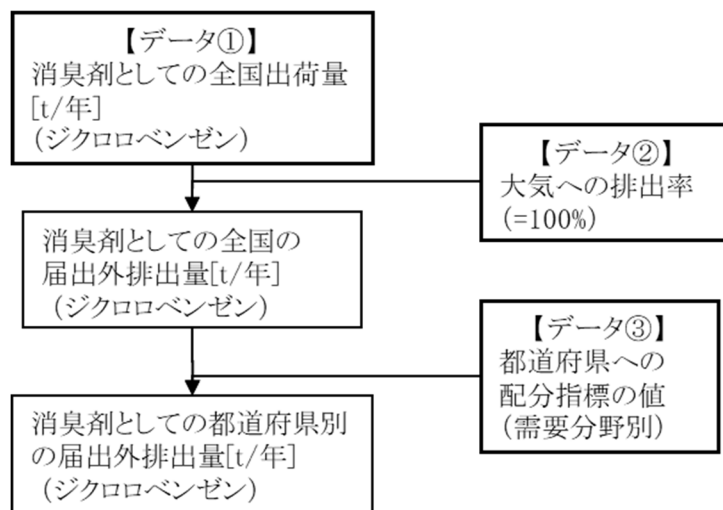 【データ①】
消臭剤としての全国出荷量
[t/年]
(ジクロロベンゼン)
【データ②】
大気への排出率
(=100%)
消臭剤としての全国の
届出外排出量[t/年]
(ジクロロベンゼン)
【データ③】
都道府県への
配分指標の値
(需要分野別)
消臭剤としての都道府県別
の届出外排出量[t/年]
(ジクロロベンゼン)